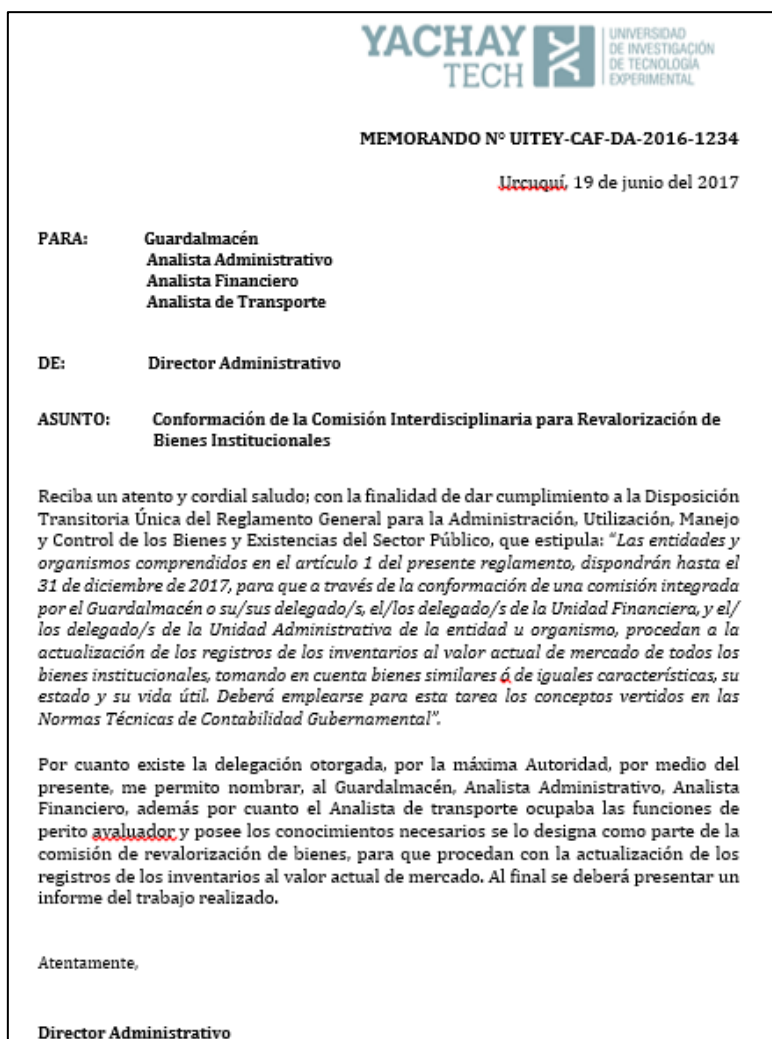 YACHAY
TECH
UNIVERSIDAD
DE INVESTIGACIÓN
DE TECNOLOGÍA
EXPERIMENTAL
MEMORANDO Nº UITEY-CAF-DA-2016-1234
Urcuquí, 19 de junio del 2017
PARA: Guardalmacén
Analista Administrativo
Analista Financiero
Analista de Transporte
DE: Director Administrativo
ASUNTO: Conformación de la Comisión Interdisciplinaria para Revalorización de
Bienes Institucionales
Reciba un atento y cordial saludo; con la finalidad de dar cumplimiento a la Disposición
Transitoria Única del Reglamento General para la Administración, Utilización, Manejo
y Control de los Bienes y Existencias del Sector Público, que estipula: “Las entidades y
organismos comprendidos en el artículo 1 del presente reglamento, dispondrán hasta el
31 de diciembre de 2017, para que a través de la conformación de una comisión integrada
por el Guardalmacén o su/sus delegado/s, el/los delegado/s de la Unidad Financiera, y el/
los delegado/s de la Unidad Administrativa de la entidad u organismo, procedan a la
actualización de los registros de los inventarios al valor actual de mercado de todos los
bienes institucionales, tomando en cuenta bienes similares ó de iguales características, su
estado y su vida útil. Deberá emplearse para esta tarea los conceptos vertidos en las
Normas Técnicas de Contabilidad Gubernamental”.
Por cuanto existe la delegación otorgada, por la máxima Autoridad, por medio del
presente, me permito nombrar, al Guardalmacén, Analista Administrativo, Analista
Financiero, además por cuanto el Analista de transporte ocupaba las funciones de
perito avaluador y posee los conocimientos necesarios se lo designa como parte de la
comisión de revalorización de bienes, para que procedan con la actualización de los
registros de los inventarios al valor actual de mercado. Al final se deberá presentar un
informe del trabajo realizado.
Atentamente,
Director Administrativo